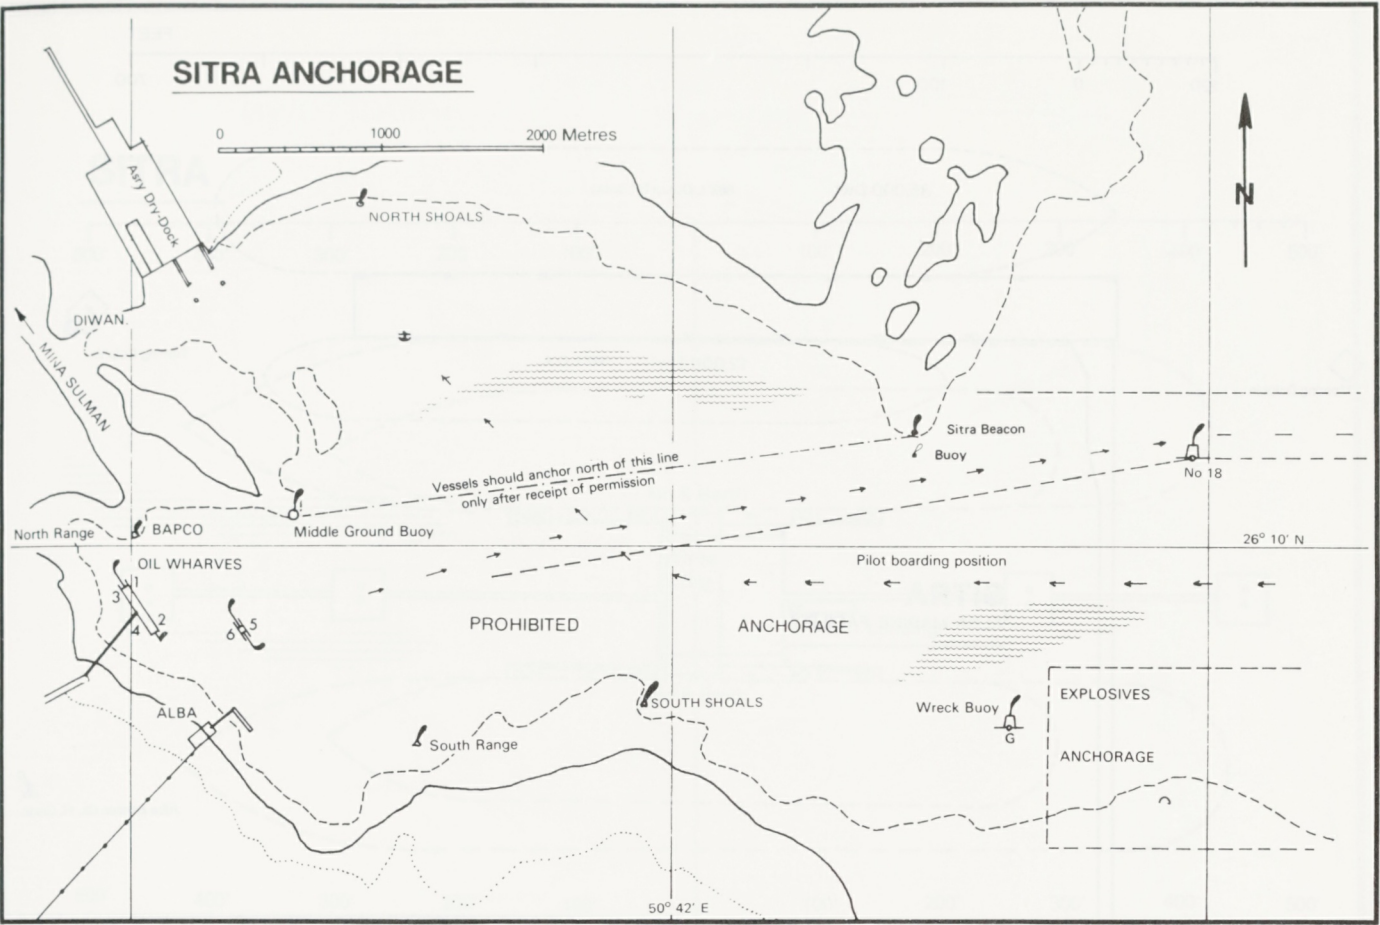 SITRA ANCHORAGE
0 1000 2000 Metres
Asry Dry-Dock
NORTH SHOALS
N
DIWAN
MINA SULMAN
Sitra Beacon
Buoy
No 18
Vessels should anchor north of this line
only after receipt of permission
North Range
BAPCO
Middle Ground Buoy
26° 10' N
OIL WHARVES
Pilot boarding position
1
3
2
4
5
6
PROHIBITED ANCHORAGE
EXPLOSIVES
ANCHORAGE
SOUTH SHOALS
Wreck Buoy
G
ALBA
South Range
50° 42' E